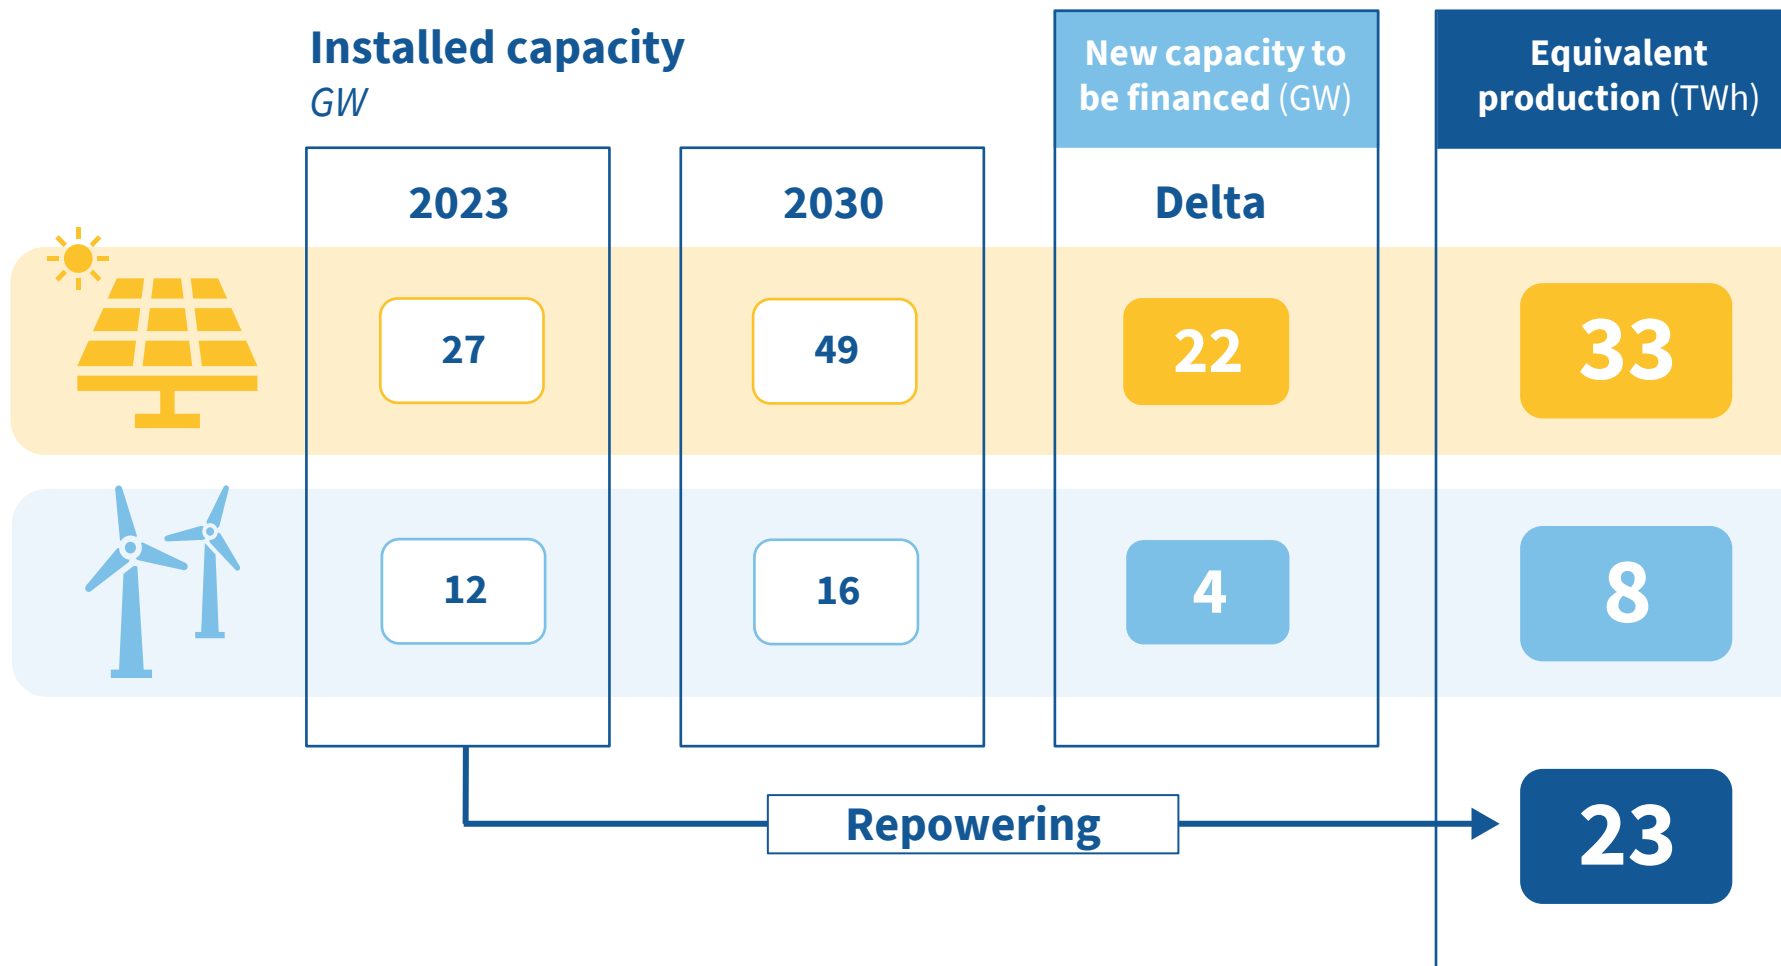 Installed capacity
GW
New capacity to
be financed (GW)
Equivalent
production (TWh)
2023
2030
Delta
27
49
22
33
12
16
4
8
Repowering
23